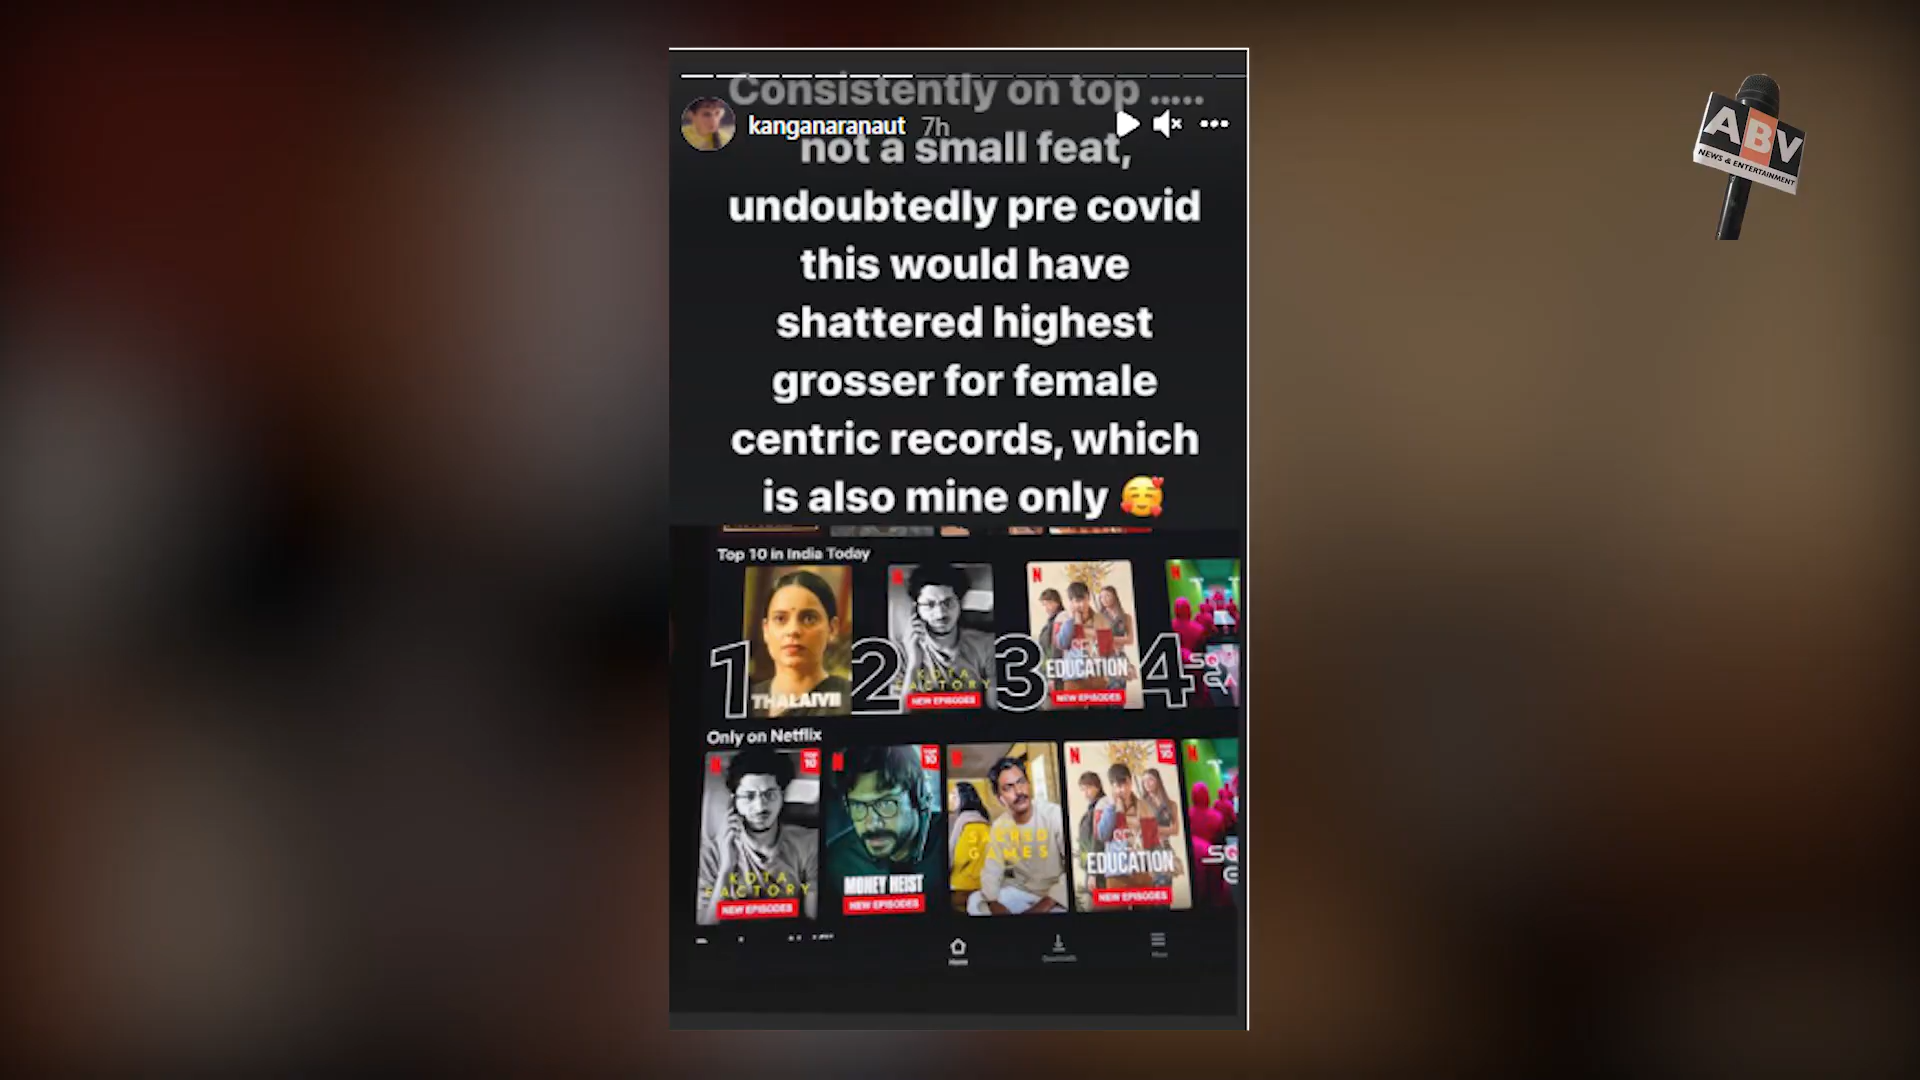 Consistently on top .....
kanganaranaut 7h
not a small feat,
undoubtedly pre covid
this would have
shattered highest
grosser for female
centric records, which
is also mine only 🥰
ABV
NEWS & ENTERTAINMENT
Top 10 in India Today
1 2 3 4
THALAIVII
KOTA
FACTORY
NEW EPISODES
SEX
EDUCATION
NEW EPISODES
Only on Netflix
KOTA
FACTORY
NEW EPISODES
TOP
10
MONEY HEIST
NEW EPISODES
TOP
10
SACRED
GAMES
SEX
EDUCATION
NEW EPISODES
TOP
10
Home
Downloads
More